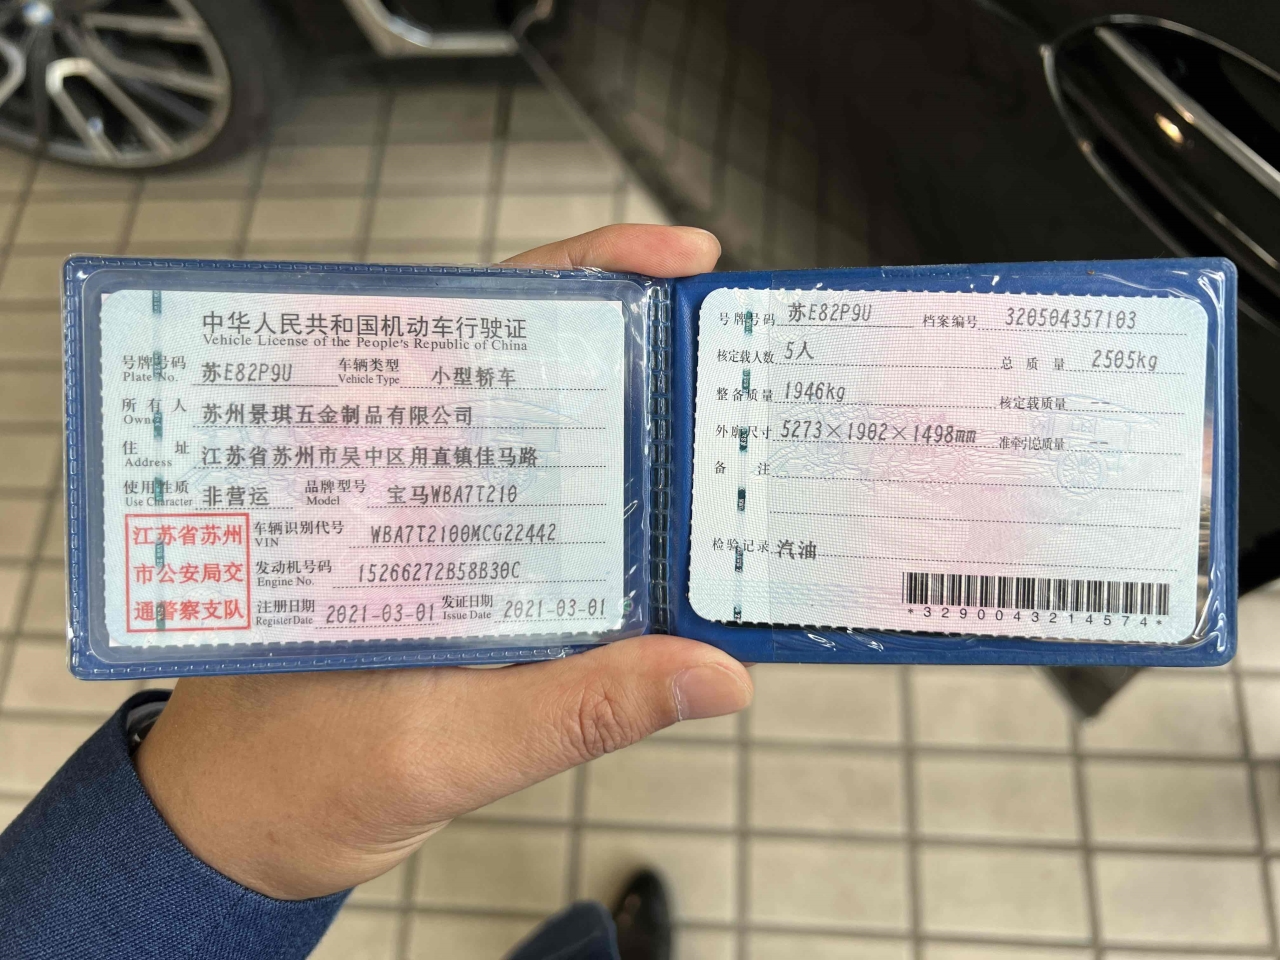 中华人民共和国机动车行驶证
Vehicle License of the People's Republic of China
号牌号码 Plate No. 苏E82P9U 车辆类型 Vehicle Type 小型轿车
所有人 Owner 苏州景琪五金制品有限公司
住址 Address 江苏省苏州市吴中区甪直镇佳马路
使用性质 Use Character 非营运 品牌型号 Model 宝马WBA7T210
车辆识别代号 VIN WBA7T2100MCG22442
发动机号码 Engine No. 15266272B58B30C
注册日期 Register Date 2021-03-01 发证日期 Issue Date 2021-03-01
江苏省苏州
市公安局交
通警察支队
号牌号码 苏E82P9U 档案编号 320504357103
核定载人数 5人 总质量 2505kg
整备质量 1946kg 核定载质量 --
外廓尺寸 5273×1902×1498mm 准牵引总质量 --
备注
检验记录 汽油
*3290043214574*